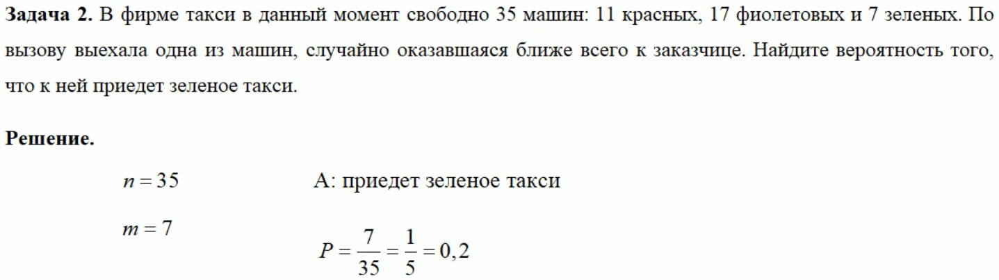 Задача 2. В фирме такси в данный момент свободно 35 машин: 11 красных, 17 фиолетовых и 7 зеленых. По
вызову выехала одна из машин, случайно оказавшаяся ближе всего к заказчице. Найдите вероятность того,
что к ней приедет зеленое такси.
Решение.
n = 35 А: приедет зеленое такси
m = 7
P = 7/35 = 1/5 = 0,2